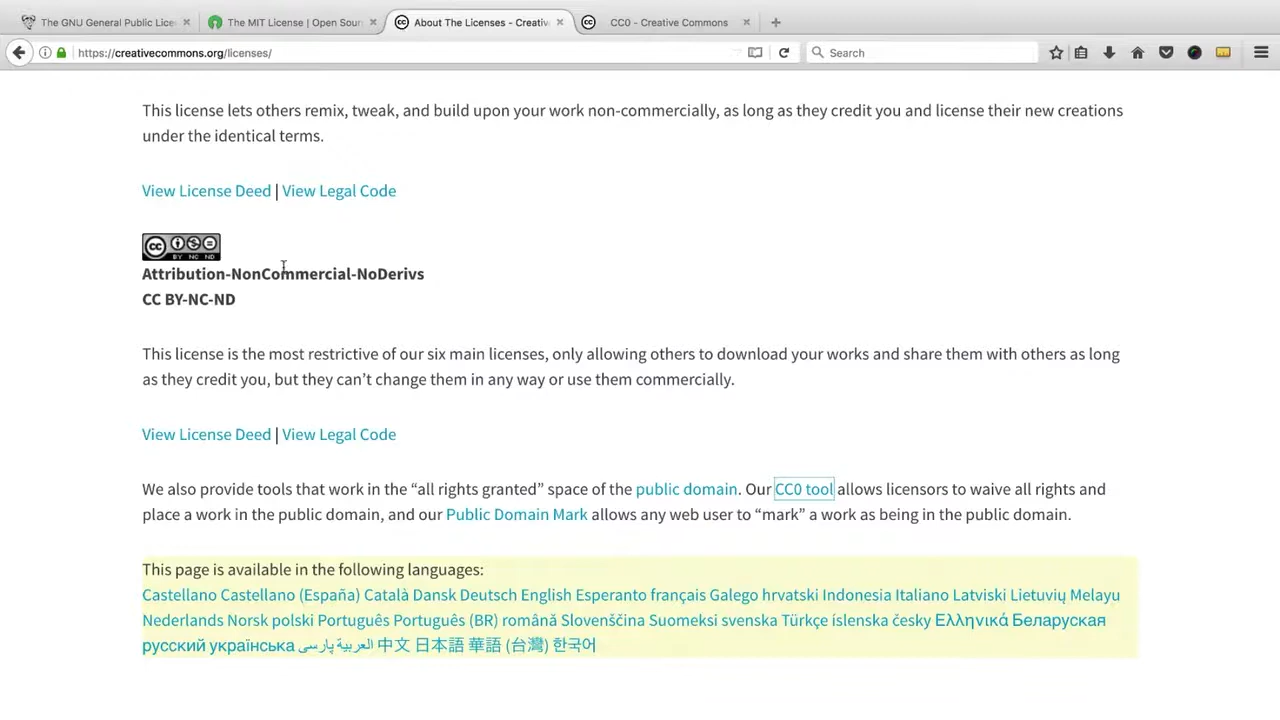 The GNU General Public Lice
The MIT License | Open Sour
About The Licenses - Creativ
CC0 - Creative Commons
https://creativecommons.org/licenses/
Search
This license lets others remix, tweak, and build upon your work non-commercially, as long as they credit you and license their new creations
under the identical terms.
View License Deed | View Legal Code
CC BY NC ND
Attribution-NonCommercial-NoDerivs
CC BY-NC-ND
This license is the most restrictive of our six main licenses, only allowing others to download your works and share them with others as long
as they credit you, but they can’t change them in any way or use them commercially.
View License Deed | View Legal Code
We also provide tools that work in the “all rights granted” space of the public domain. Our CC0 tool allows licensors to waive all rights and
place a work in the public domain, and our Public Domain Mark allows any web user to “mark” a work as being in the public domain.
This page is available in the following languages:
Castellano Castellano (España) Català Dansk Deutsch English Esperanto français Galego hrvatski Indonesia Italiano Latviski Lietuvių Melayu
Nederlands Norsk polski Português Português (BR) română Slovenščina Suomeksi svenska Türkçe íslenska česky Ελληνικά Беларуская
русский українська العربية پارسی 中文 日本語 華語 (台灣) 한국어